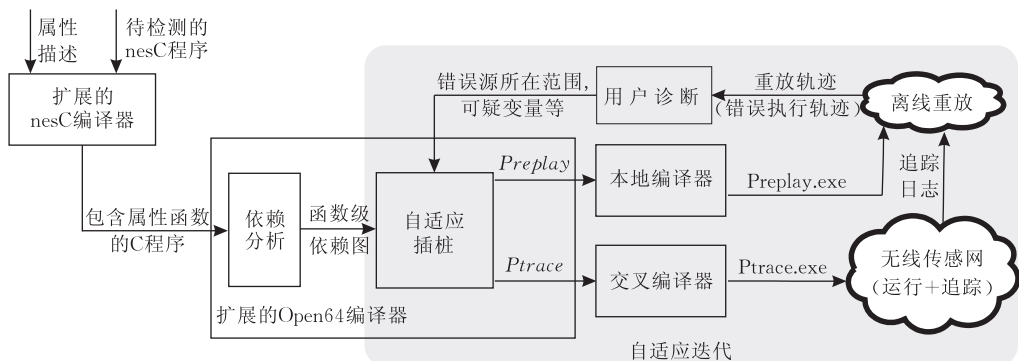 属性
描述
待检测的
nesC程序
扩展的
nesC编译器
错误源所在范围,
可疑变量等
用户诊断
重放轨迹
(错误执行轨迹)
离线重放
包含属性函数
的C程序
依赖
分析
函数级
依赖图
自适应
插桩
Preplay
本地编译器
Preplay.exe
追踪
日志
Ptrace
交叉编译器
Ptrace.exe
无线传感网
(运行+追踪)
扩展的Open64编译器
自适应迭代